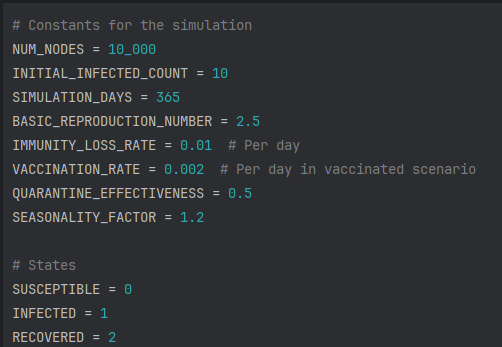 # Constants for the simulation
NUM_NODES = 10_000
INITIAL_INFECTED_COUNT = 10
SIMULATION_DAYS = 365
BASIC_REPRODUCTION_NUMBER = 2.5
IMMUNITY_LOSS_RATE = 0.01  # Per day
VACCINATION_RATE = 0.002  # Per day in vaccinated scenario
QUARANTINE_EFFECTIVENESS = 0.5
SEASONALITY_FACTOR = 1.2
# States
SUSCEPTIBLE = 0
INFECTED = 1
RECOVERED = 2